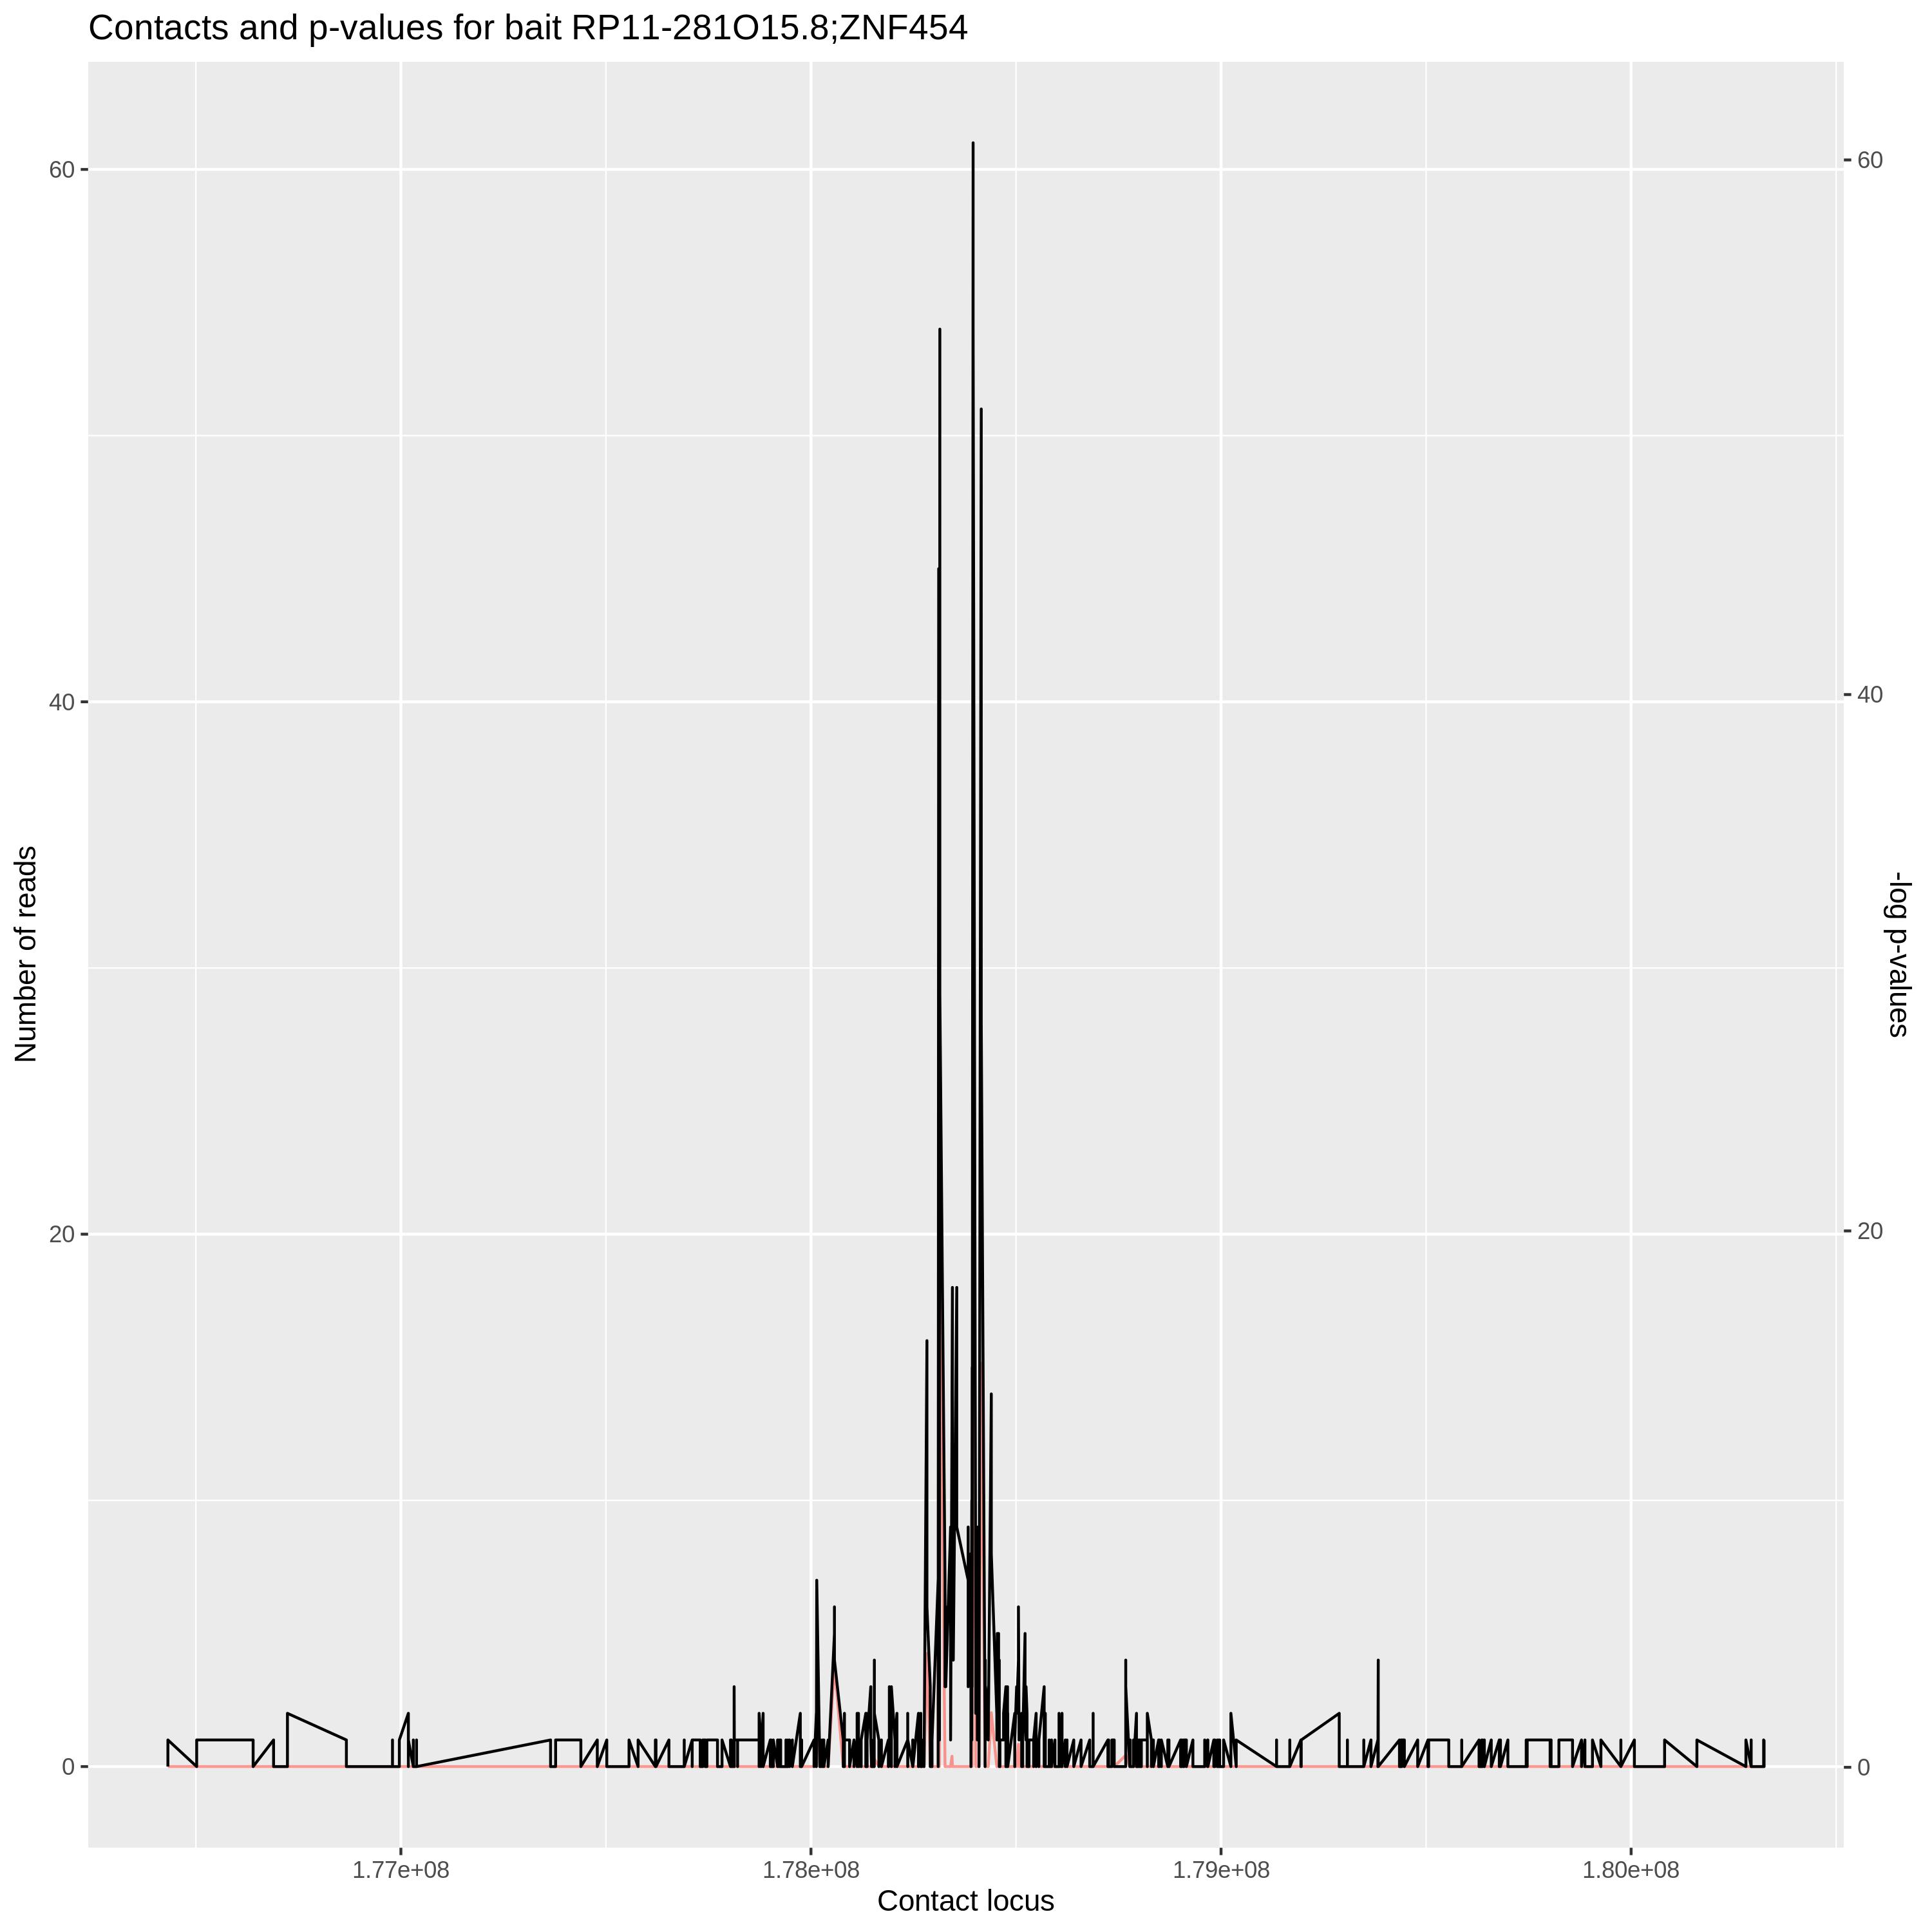 Contacts and p-values for bait RP11-281O15.8;ZNF454
60
40
20
0
Number of reads
60
40
20
0
-log p-values
1.77e+08 1.78e+08 1.79e+08 1.80e+08
Contact locus